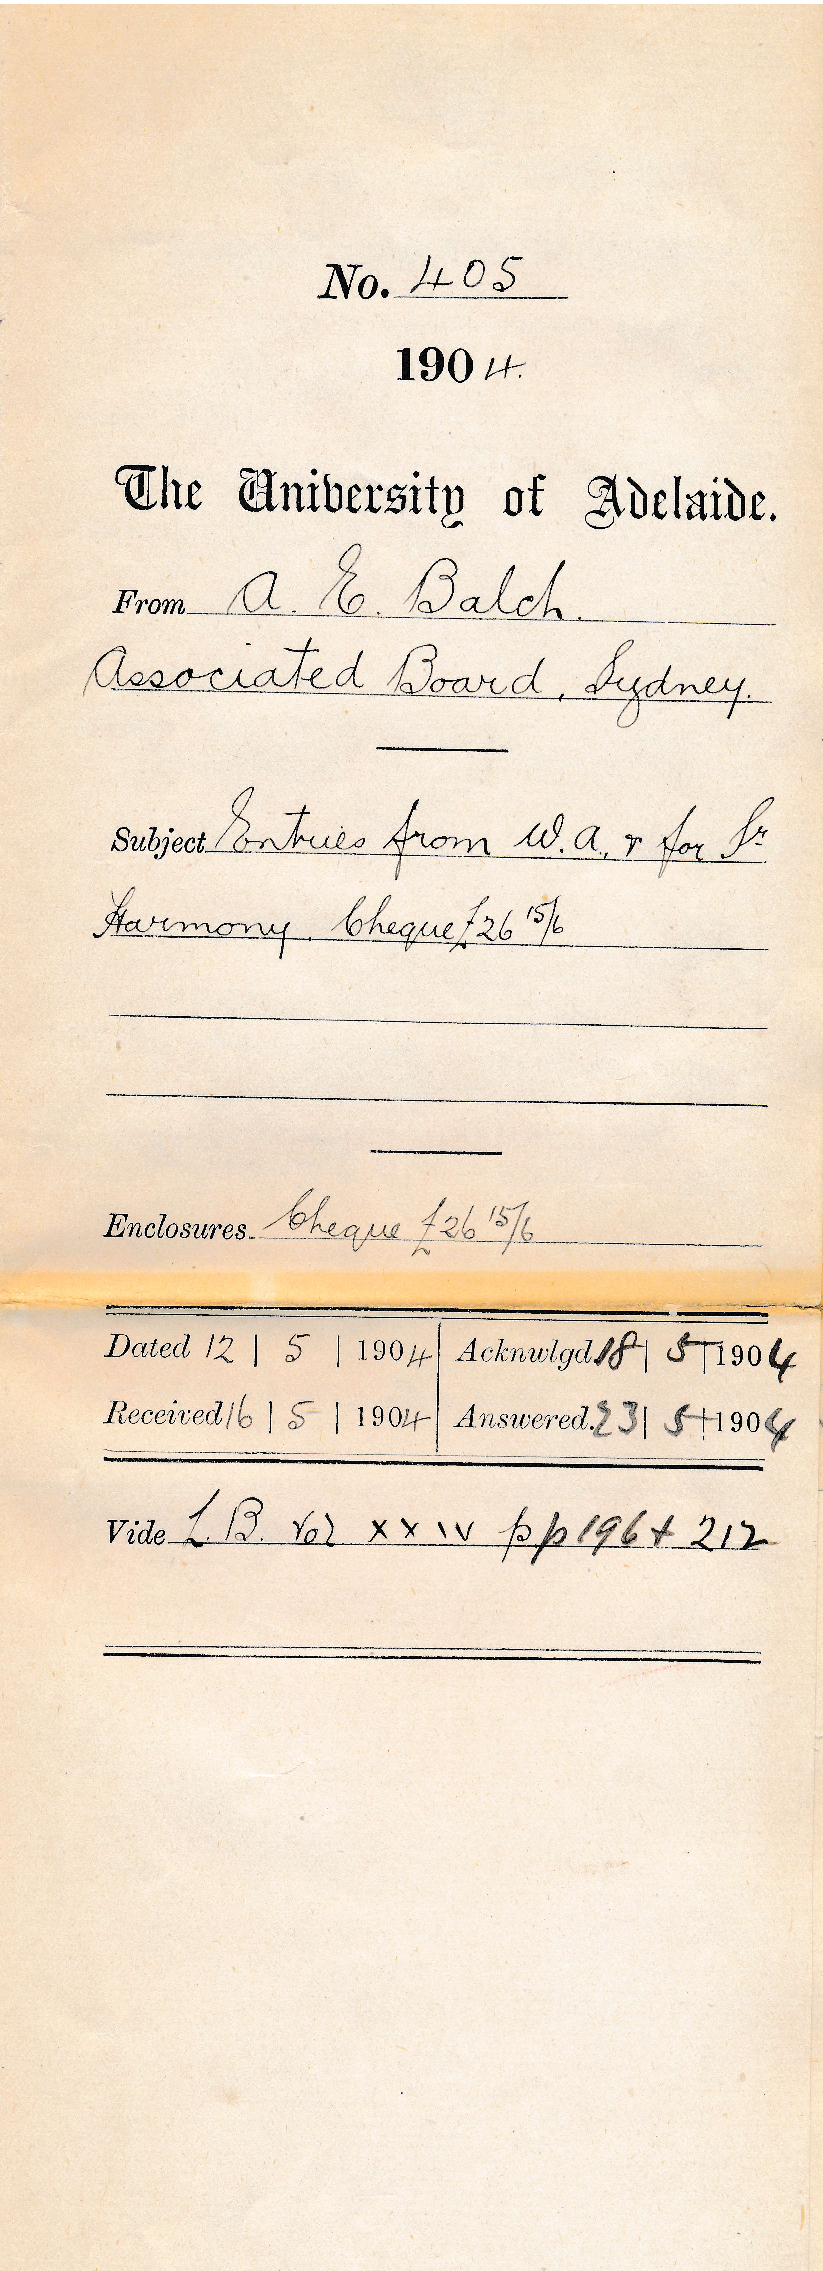 No. 405
1904.
The University of Adelaide.
From A. E. Balch.
Associated Board, Sydney.
Subject Entries from W.A., & for Sr
Harmony. Cheque £26 15/6
Enclosures. Cheque £26 15/6
Dated 12 | 5 | 1904 Acknwlgd. 18 | 5 | 1904
Received 16 | 5 | 1904 Answered. 23 | 5 | 1904
Vide L.B. Vol XXIV pp 196 + 212